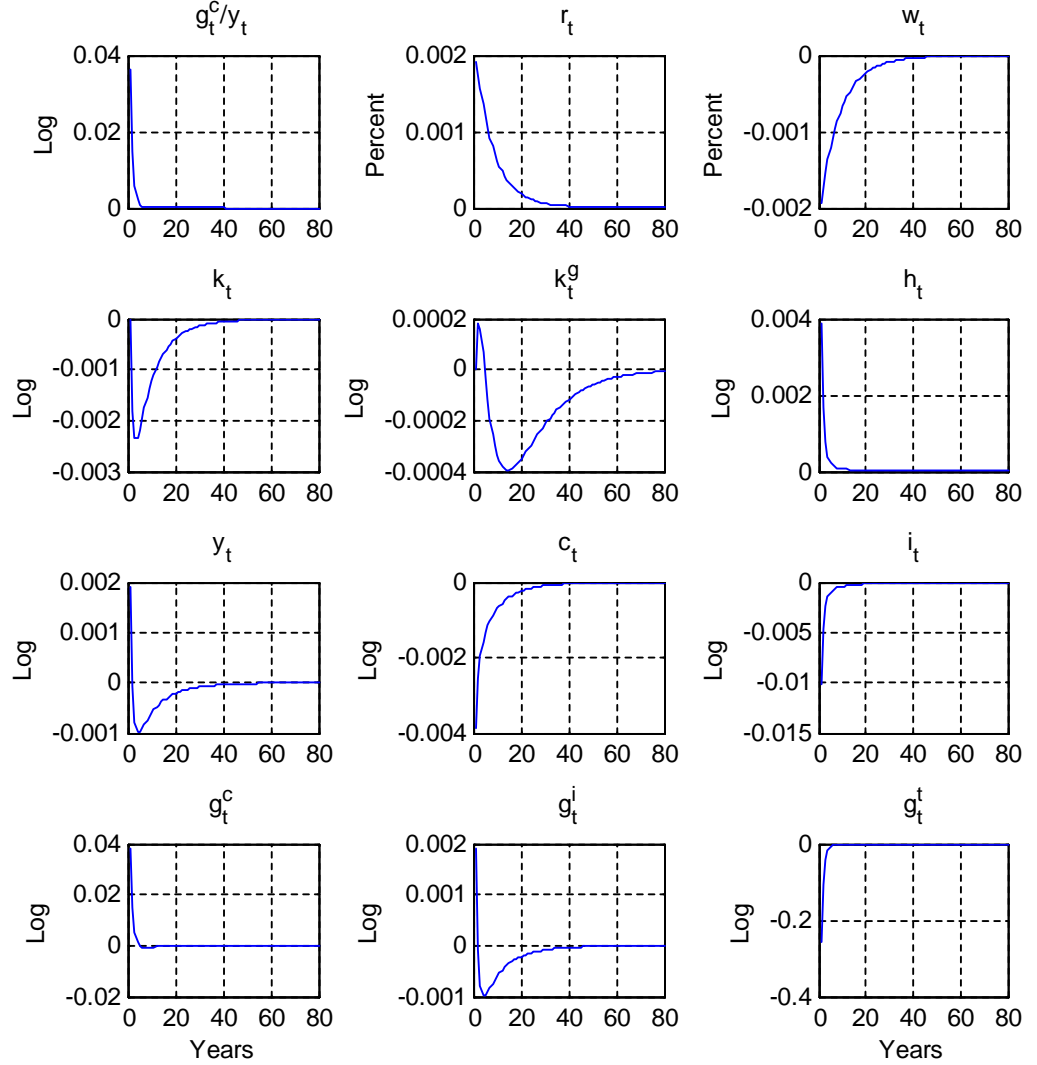 g_t^c/y_t
r_t
w_t
0.04
0.02
0
Log
0 20 40 60 80
0.002
0.001
0
Percent
0 20 40 60 80
0
-0.001
-0.002
Percent
0 20 40 60 80
k_t
k_t^g
h_t
0
-0.001
-0.002
-0.003
Log
0 20 40 60 80
0.0002
0
-0.0002
-0.0004
Log
0 20 40 60 80
0.004
0.002
0
Log
0 20 40 60 80
y_t
c_t
i_t
0.002
0.001
0
-0.001
Log
0 20 40 60 80
0
-0.002
-0.004
Log
0 20 40 60 80
0
-0.005
-0.01
-0.015
Log
0 20 40 60 80
g_t^c
g_t^i
g_t^t
0.04
0.02
0
-0.02
Log
0 20 40 60 80
Years
0.002
0.001
0
-0.001
Log
0 20 40 60 80
0
-0.2
-0.4
Log
0 20 40 60 80
Years